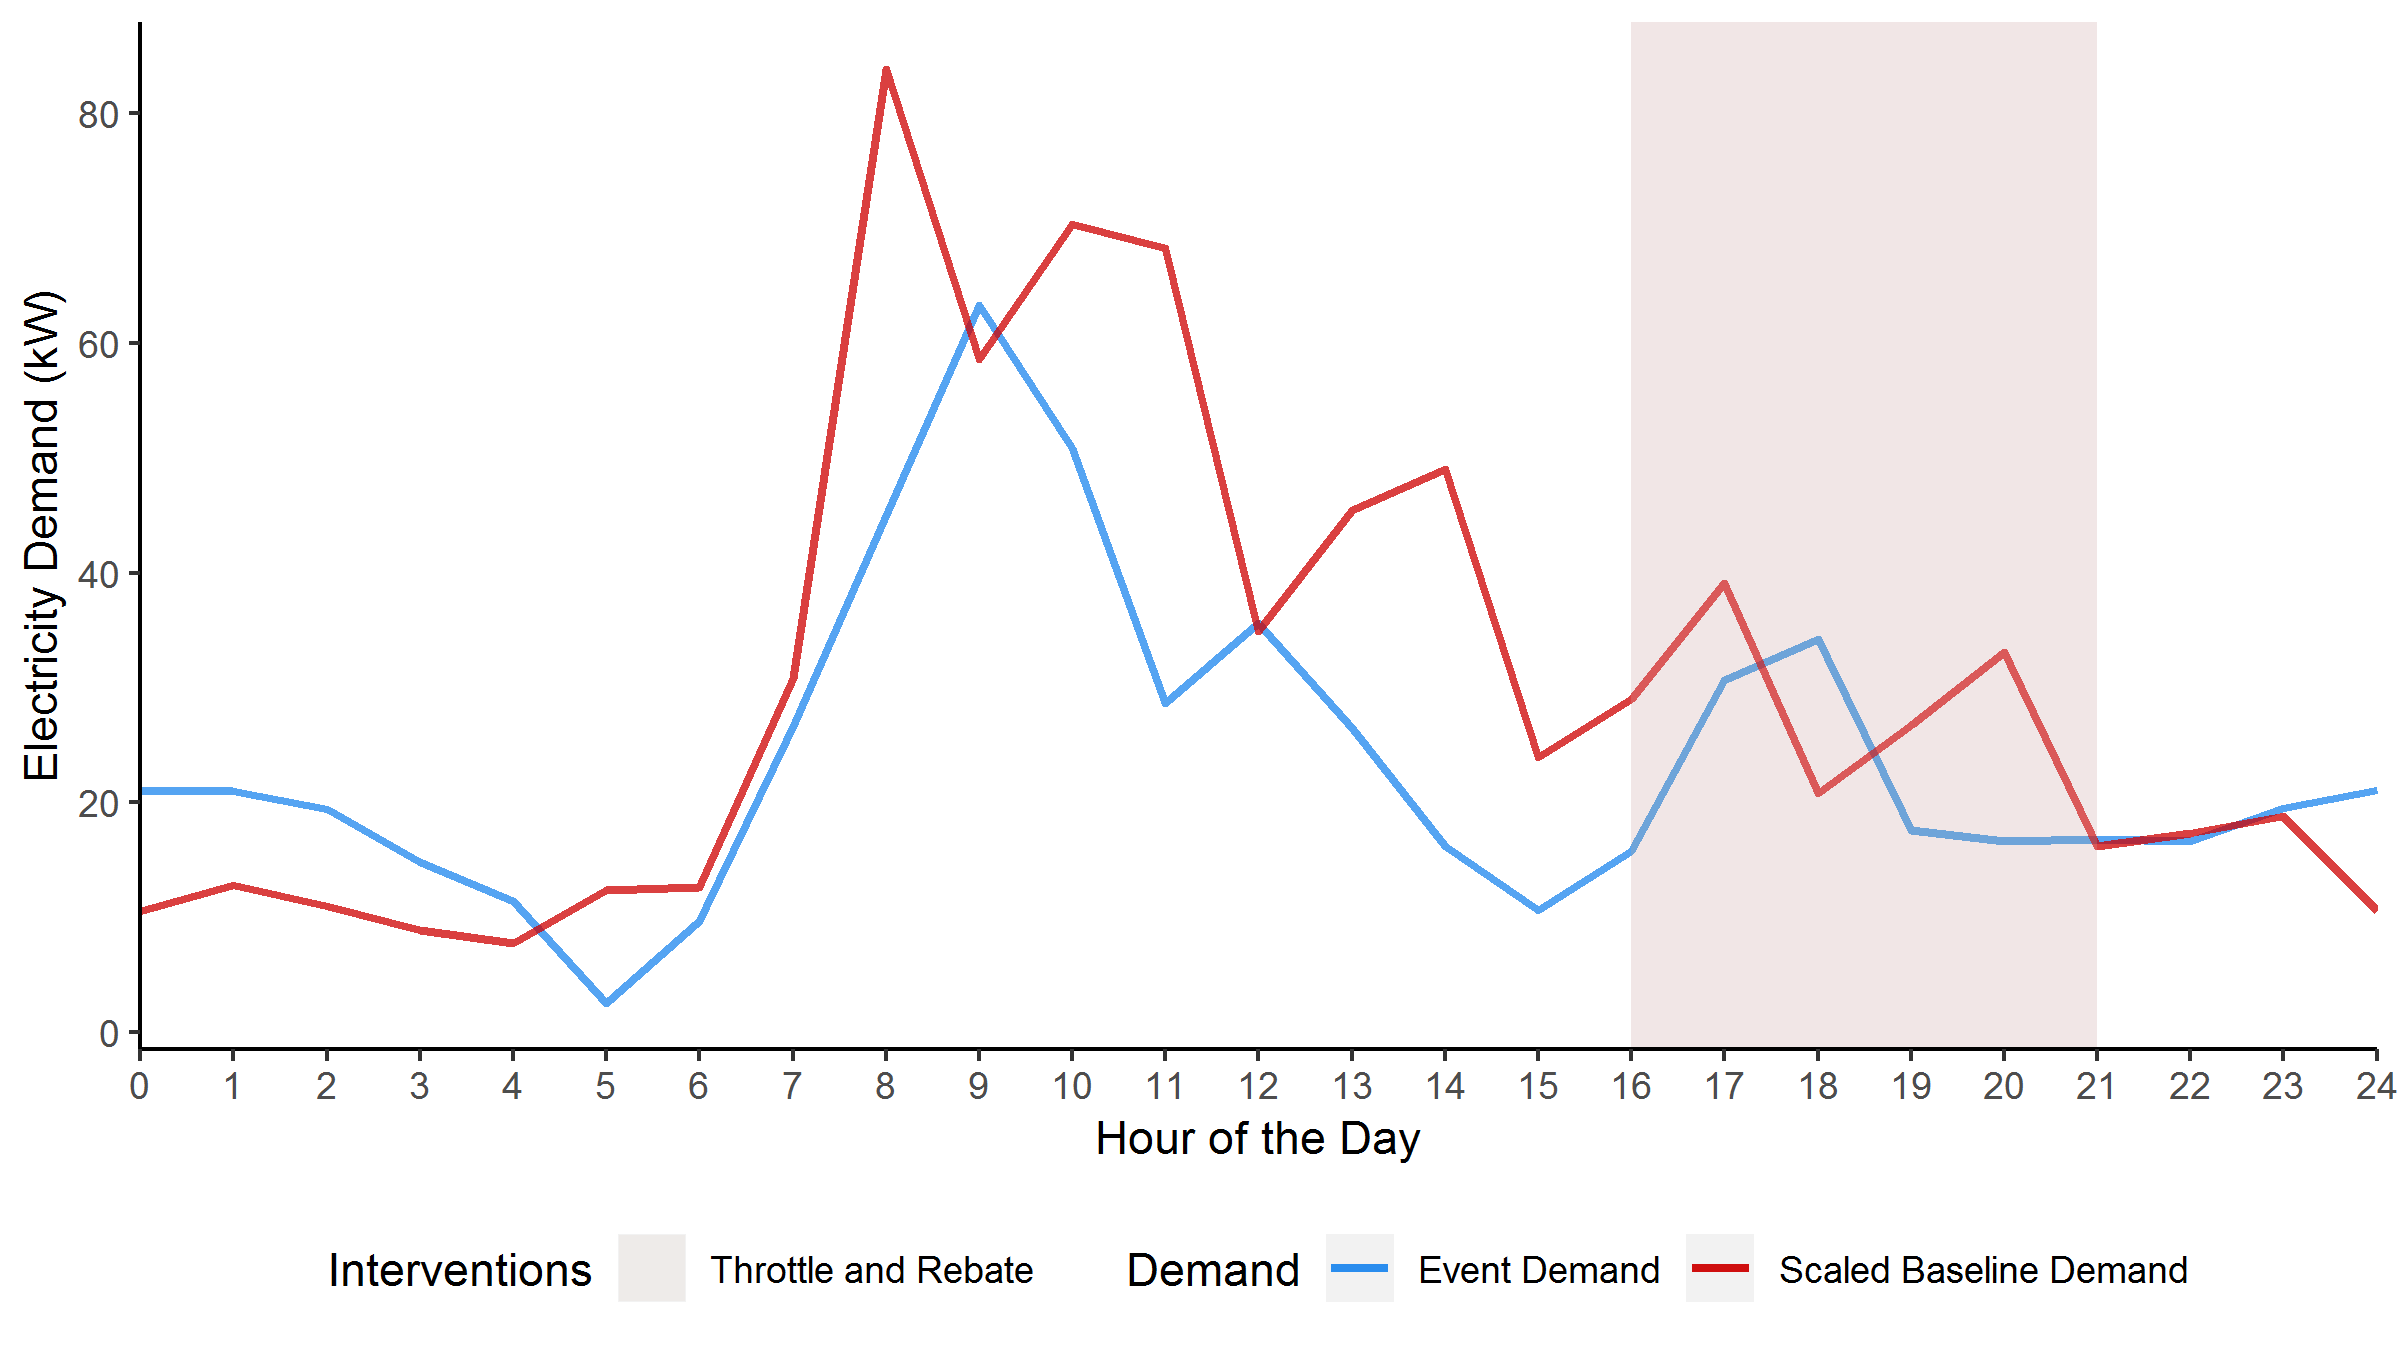 Electricity Demand (kW)
80
60
40
20
0
0 1 2 3 4 5 6 7 8 9 10 11 12 13 14 15 16 17 18 19 20 21 22 23 24
Hour of the Day
Interventions Throttle and Rebate Demand Event Demand Scaled Baseline Demand